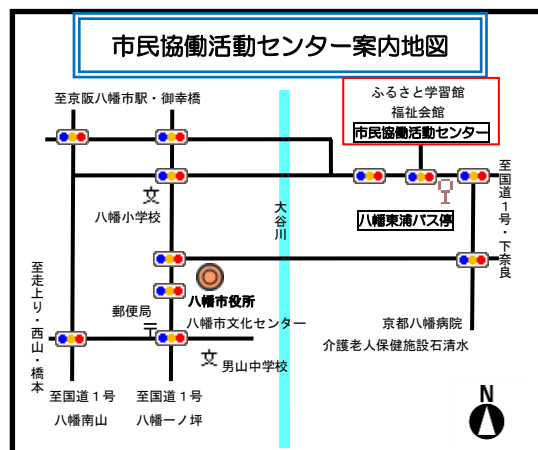 市民協働活動センター案内地図
至京阪八幡市駅・御幸橋
ふるさと学習館
福祉会館
市民協働活動センター
八幡小学校
大谷川
八幡東浦バス停
至国道1号・下奈良
至走上り・西山・橋本
八幡市役所
郵便局
八幡市文化センター
男山中学校
京都八幡病院
介護老人保健施設石清水
至国道1号
八幡南山
至国道1号
八幡一ノ坪
N